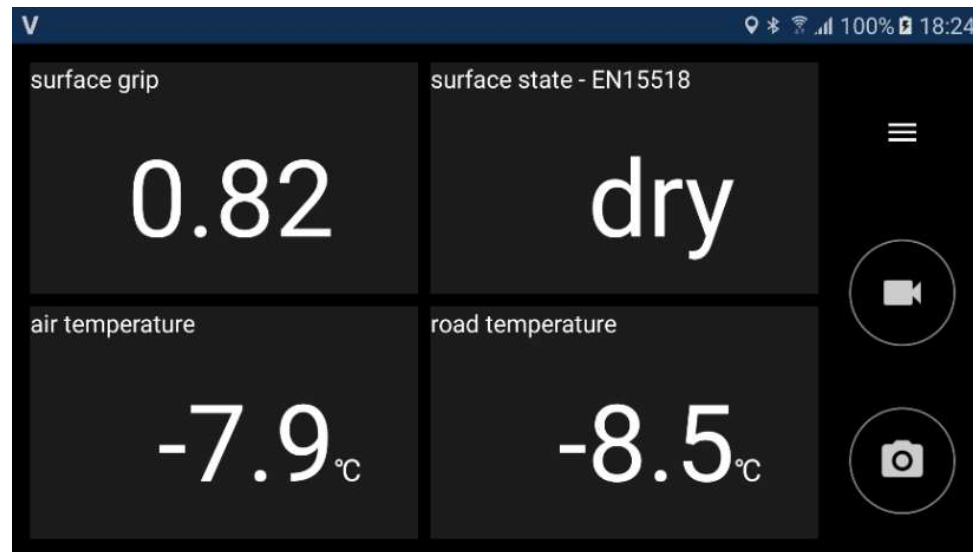 V 100% 18:24
surface grip
0.82
surface state - EN15518
dry
air temperature
-7.9 °C
road temperature
-8.5 °C